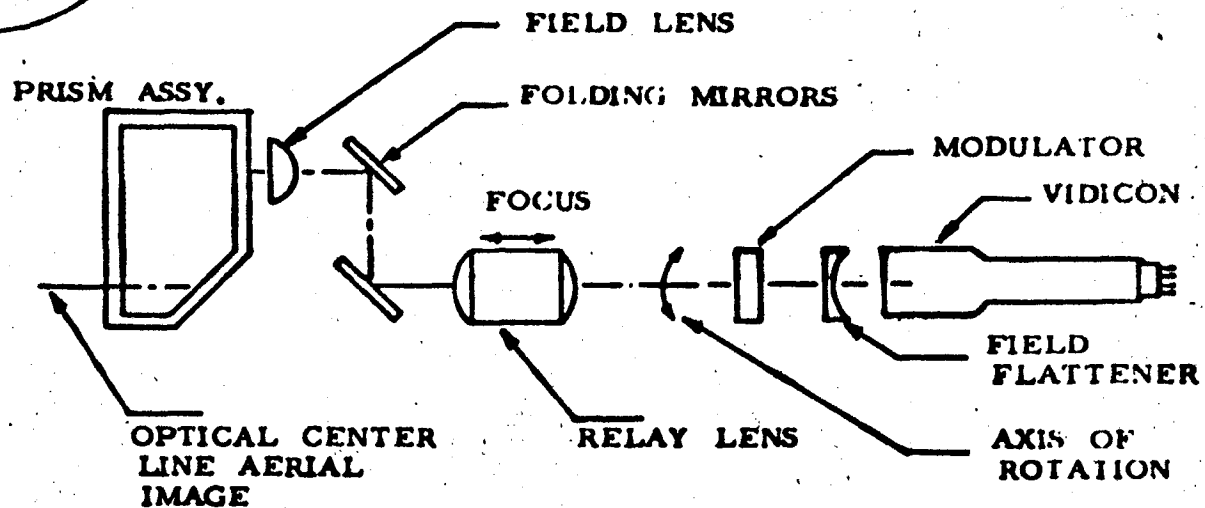 FIELD LENS
PRISM ASSY.
FOLDING MIRRORS
MODULATOR
FOCUS
VIDICON
FIELD
FLATTENER
OPTICAL CENTER
LINE AERIAL
IMAGE
RELAY LENS
AXIS OF
ROTATION